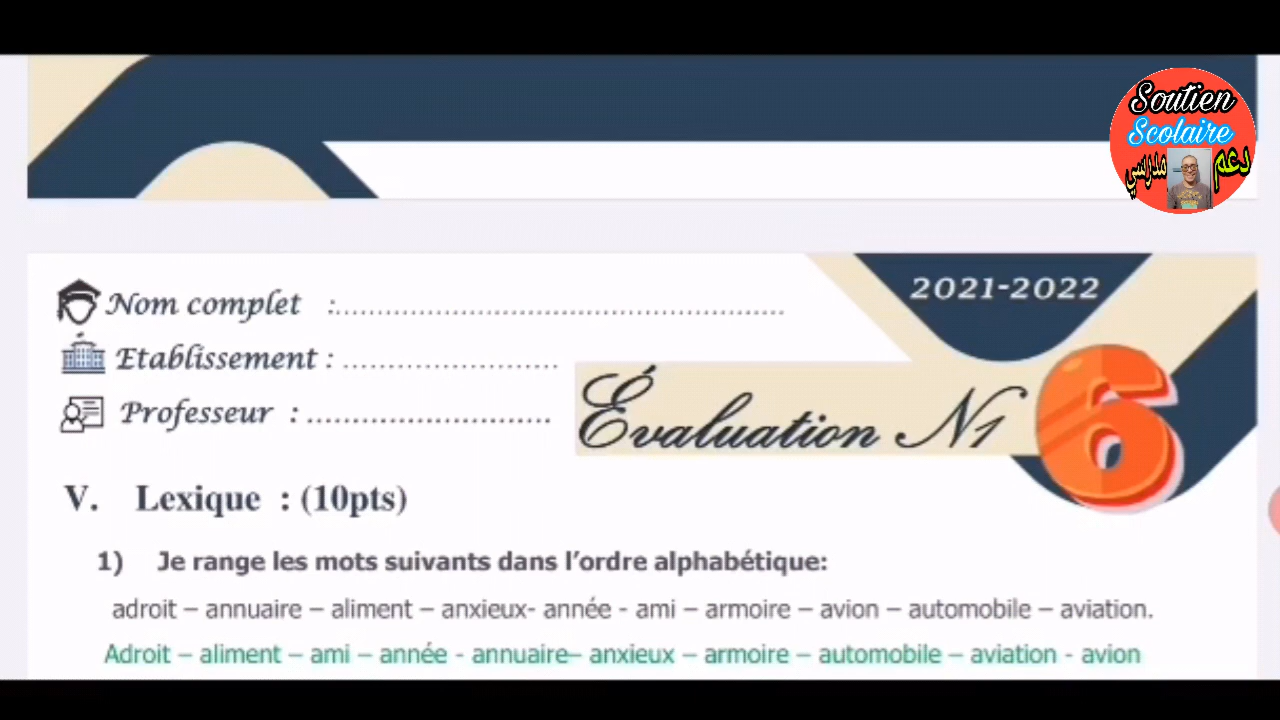 Soutien
Scolaire
دعم - مدرسي
2021-2022
Nom complet :
Etablissement :
Professeur :
Évaluation N1
6
V. Lexique : (10pts)
1) Je range les mots suivants dans l’ordre alphabétique:
adroit – annuaire – aliment – anxieux- année - ami – armoire – avion – automobile – aviation.
Adroit – aliment – ami – année - annuaire– anxieux – armoire – automobile – aviation - avion